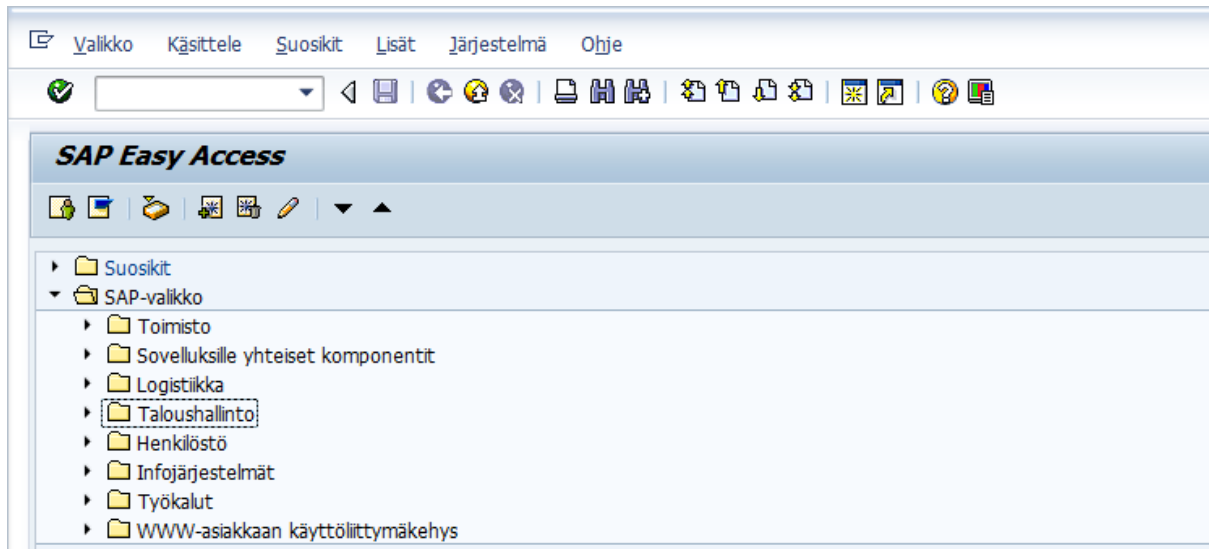 Valikko Käsittele Suosikit Lisät Järjestelmä Ohje
SAP Easy Access
Suosikit
SAP-valikko
Toimisto
Sovelluksille yhteiset komponentit
Logistiikka
Taloushallinto
Henkilöstö
Infojärjestelmät
Työkalut
WWW-asiakkaan käyttöliittymäkehys